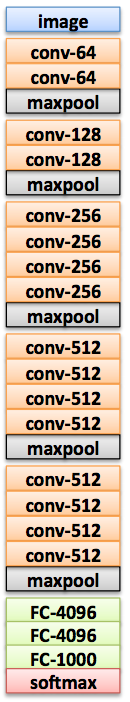 image
conv-64
conv-64
maxpool
conv-128
conv-128
maxpool
conv-256
conv-256
conv-256
conv-256
maxpool
conv-512
conv-512
conv-512
conv-512
maxpool
conv-512
conv-512
conv-512
conv-512
maxpool
FC-4096
FC-4096
FC-1000
softmax